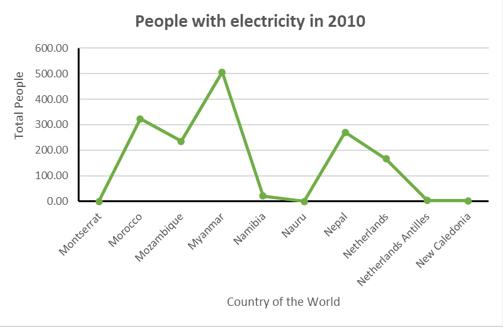 People with electricity in 2010
600.00
500.00
400.00
300.00
200.00
100.00
0.00
Total People
Montserrat
Morocco
Mozambique
Myanmar
Namibia
Nauru
Nepal
Netherlands
Netherlands Antilles
New Caledonia
Country of the World